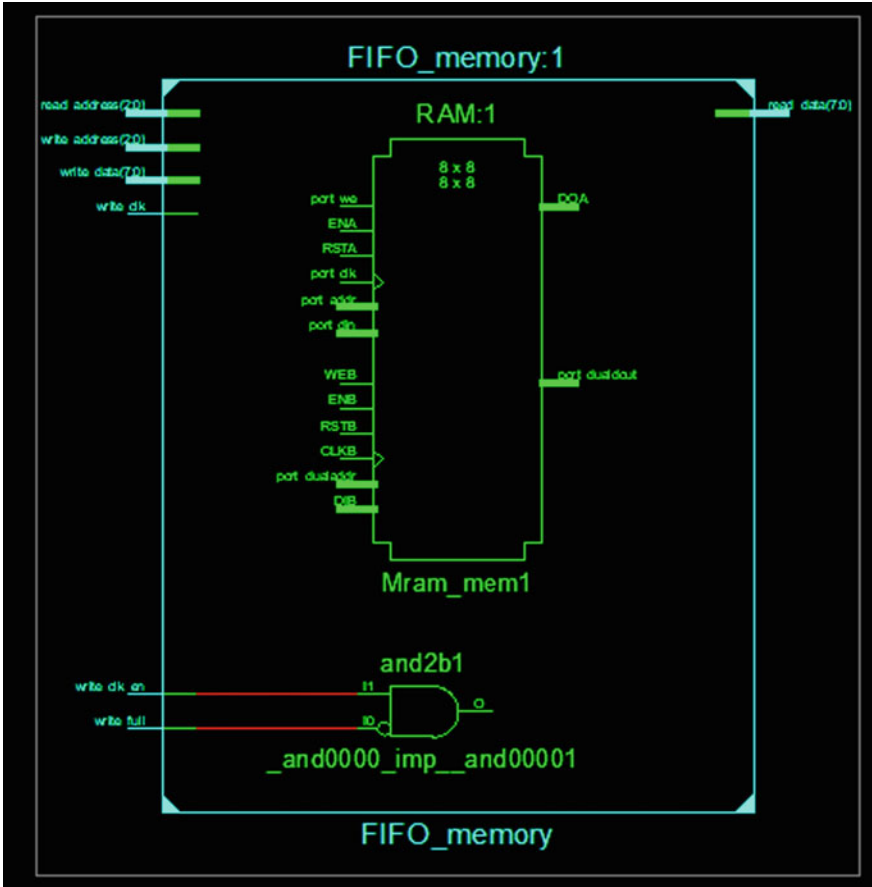 FIFO_memory:1
read address(2:0)
write address(2:0)
write data(7:0)
write clk
read data(7:0)
RAM:1
8 x 8
8 x 8
port we
ENA
RSTA
port clk
port addr
port din
WEB
ENB
RSTB
CLKB
port dualaddr
DIB
DOA
port dualdout
Mram_mem1
and2b1
write clk en
write full
I1
I0
O
_and0000_imp__and00001
FIFO_memory